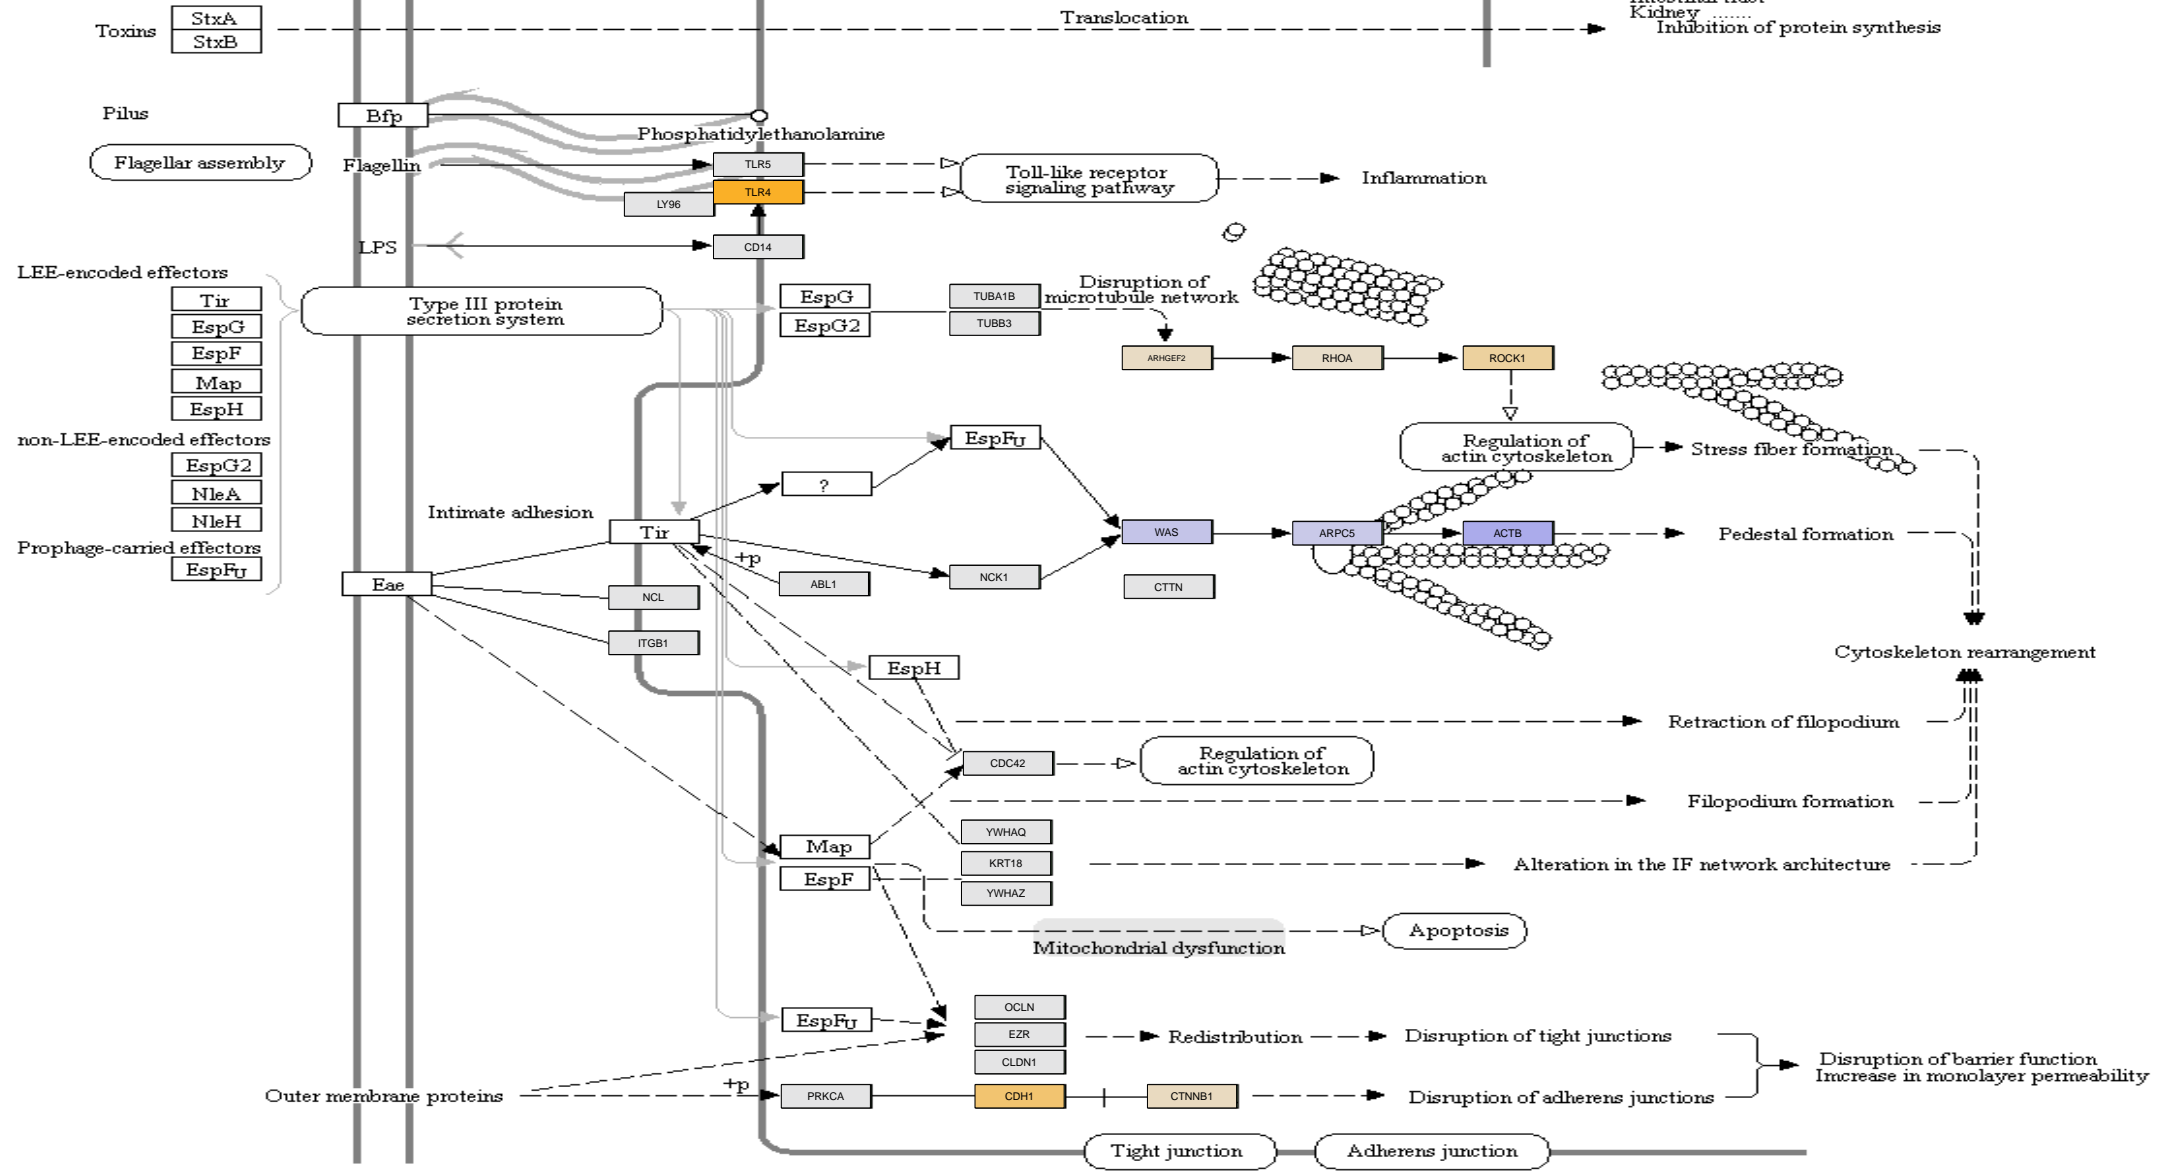 Kidney .......
Toxins
StxA
StxB
Translocation
Inhibition of protein synthesis
Pilus
Bfp
Phosphatidylethanolamine
Flagellar assembly
Flagellin
TLR5
TLR4
LY96
Toll-like receptor
signaling pathway
Inflammation
LPS
CD14
LEE-encoded effectors
Tir
EspG
EspF
Map
EspH
Type III protein
secretion system
EspG
EspG2
TUBA1B
TUBB3
Disruption of
microtubule network
ARHGEF2
RHOA
ROCK1
non-LEE-encoded effectors
EspG2
NleA
NleH
Prophage-carried effectors
EspFU
EspFU
Regulation of
actin cytoskeleton
Stress fiber formation
?
Intimate adhesion
Tir
+p
WAS
ARPC5
ACTB
Pedestal formation
Eae
NCL
ABL1
NCK1
CTTN
ITGB1
Cytoskeleton rearrangement
EspH
Retraction of filopodium
CDC42
Regulation of
actin cytoskeleton
Filopodium formation
Map
EspF
YWHAQ
KRT18
YWHAZ
Alteration in the IF network architecture
Mitochondrial dysfunction
Apoptosis
EspFU
OCLN
EZR
CLDN1
Redistribution
Disruption of tight junctions
Disruption of barrier function
Imcrease in monolayer permeability
Outer membrane proteins
+p
PRKCA
CDH1
CTNNB1
Disruption of adherens junctions
Tight junction
Adherens junction